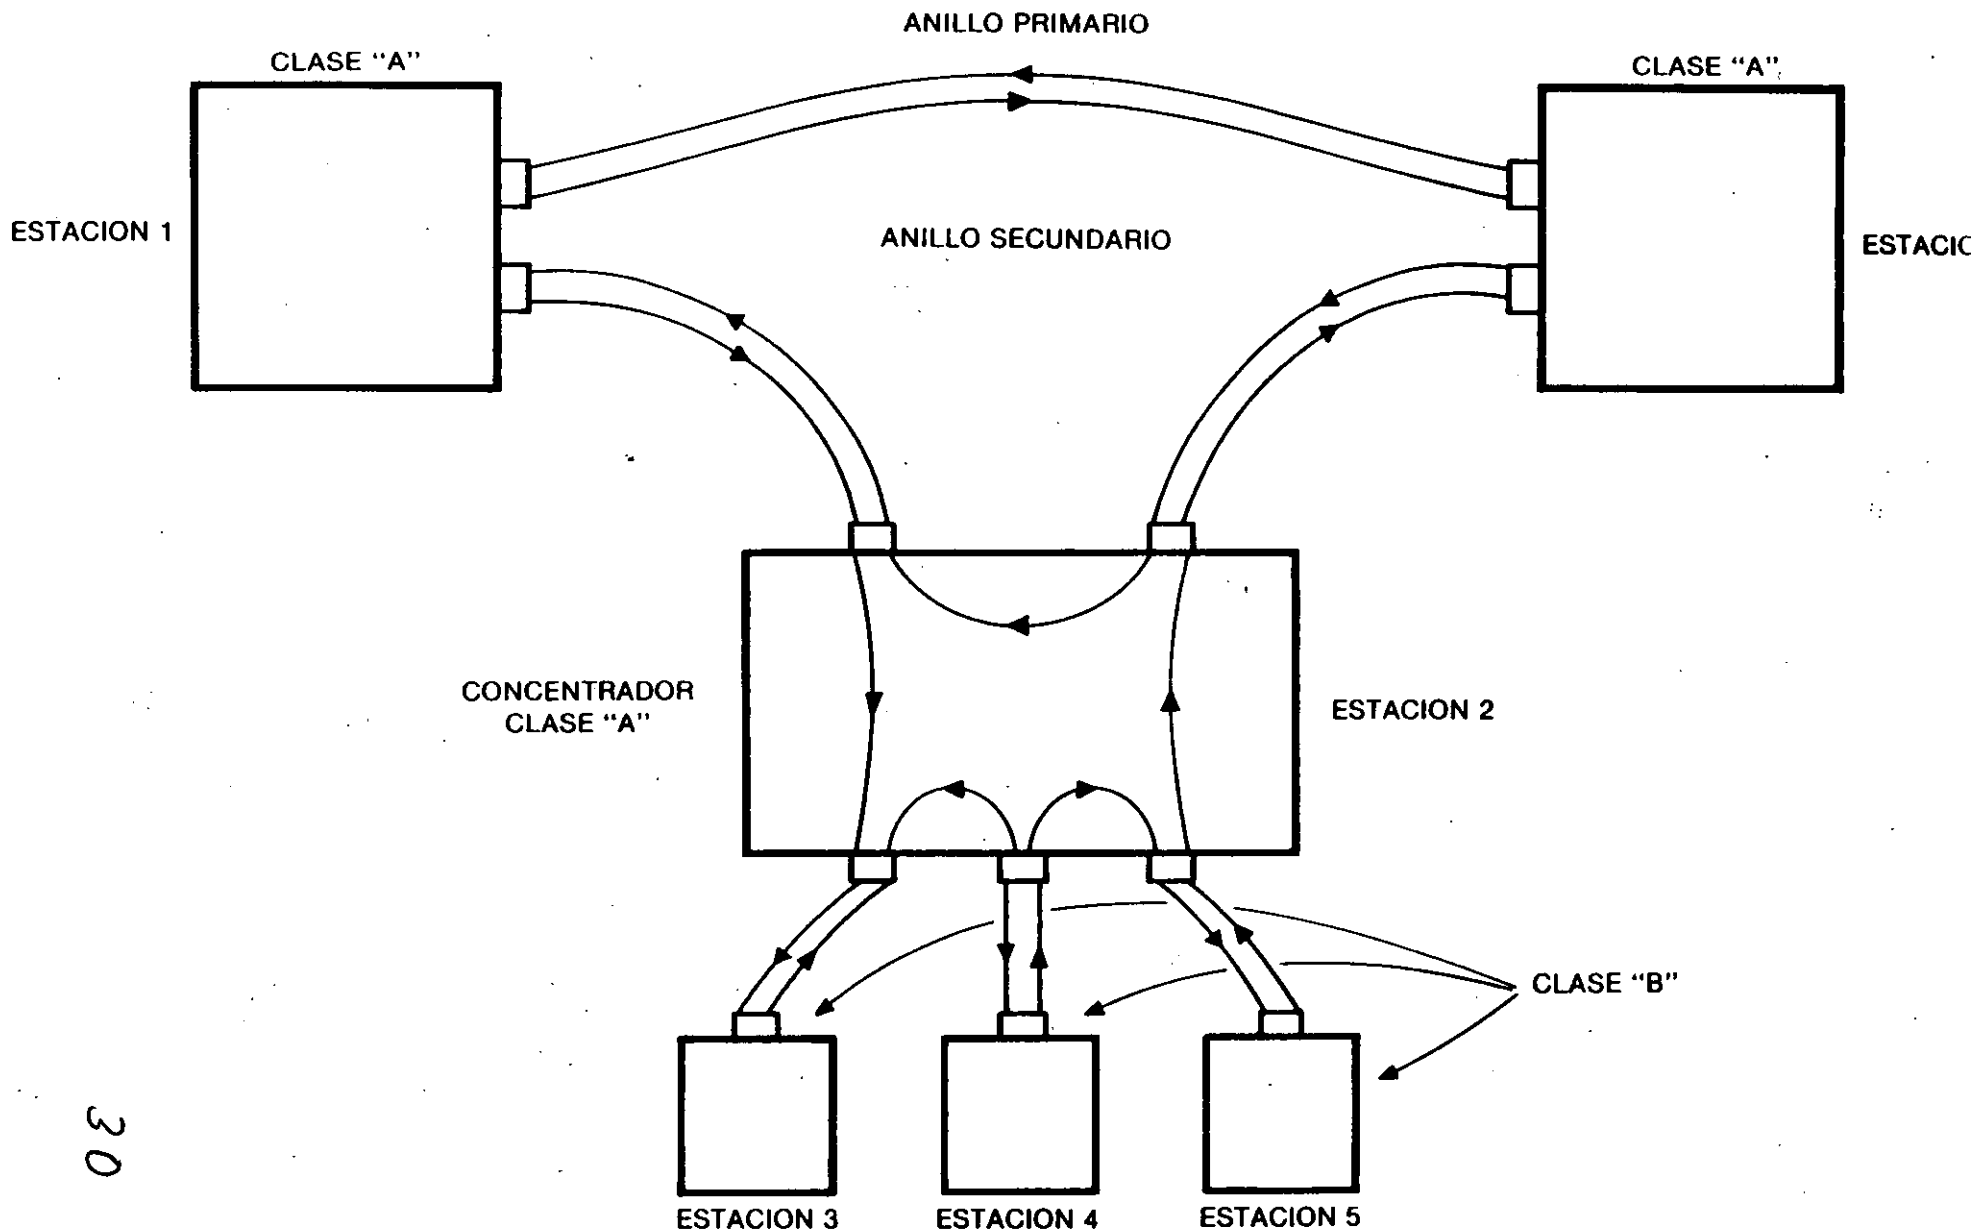 ANILLO PRIMARIO
CLASE “A”
CLASE “A”
ESTACION 1
ANILLO SECUNDARIO
CONCENTRADOR
CLASE “A”
ESTACION 2
CLASE “B”
ESTACION 3
ESTACION 4
ESTACION 5
30